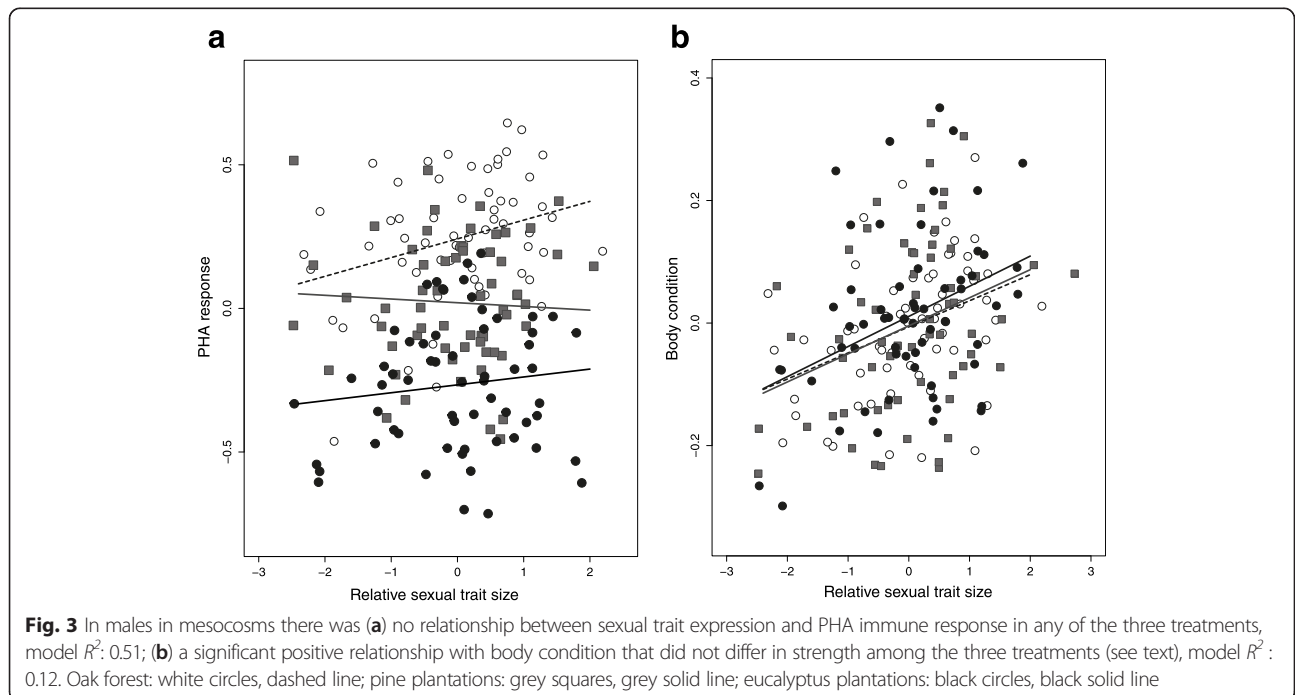 a
b
0.5
0.0
−0.5
PHA response
−3
−2
−1
0
1
2
Relative sexual trait size
0.4
0.2
0.0
−0.2
Body condition
−3
−2
−1
0
1
2
3
Relative sexual trait size
Fig. 3 In males in mesocosms there was (a) no relationship between sexual trait expression and PHA immune response in any of the three treatments,
model R²: 0.51; (b) a significant positive relationship with body condition that did not differ in strength among the three treatments (see text), model R² :
0.12. Oak forest: white circles, dashed line; pine plantations: grey squares, grey solid line; eucalyptus plantations: black circles, black solid line